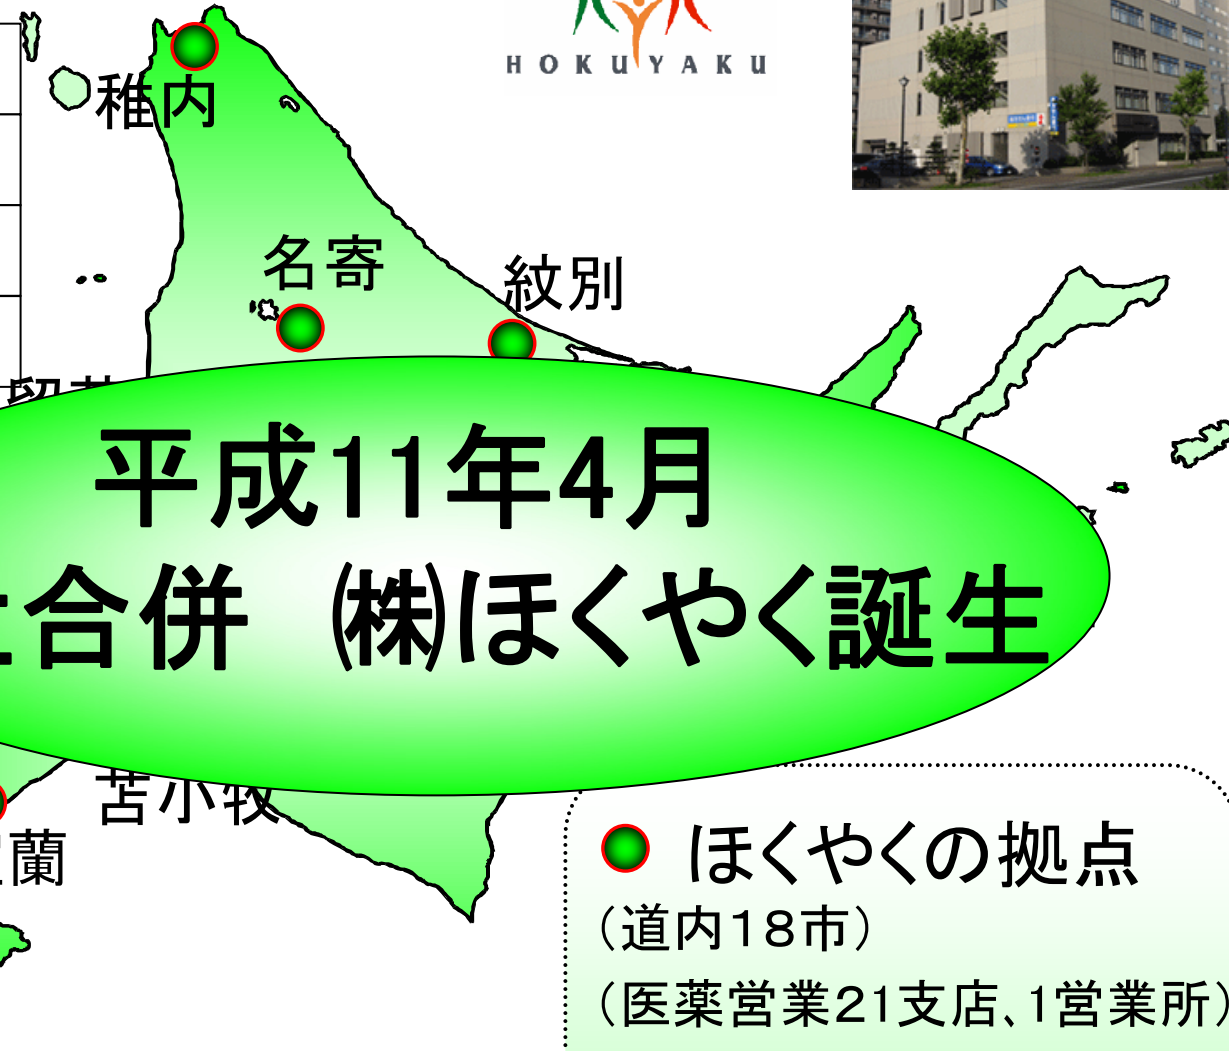 HOKUYAKU
稚内
名寄
紋別
平成11年4月
合併　㈱ほくやく誕生
苫小牧
蘭
ほくやくの拠点
（道内18市）
（医薬営業21支店、1営業所）